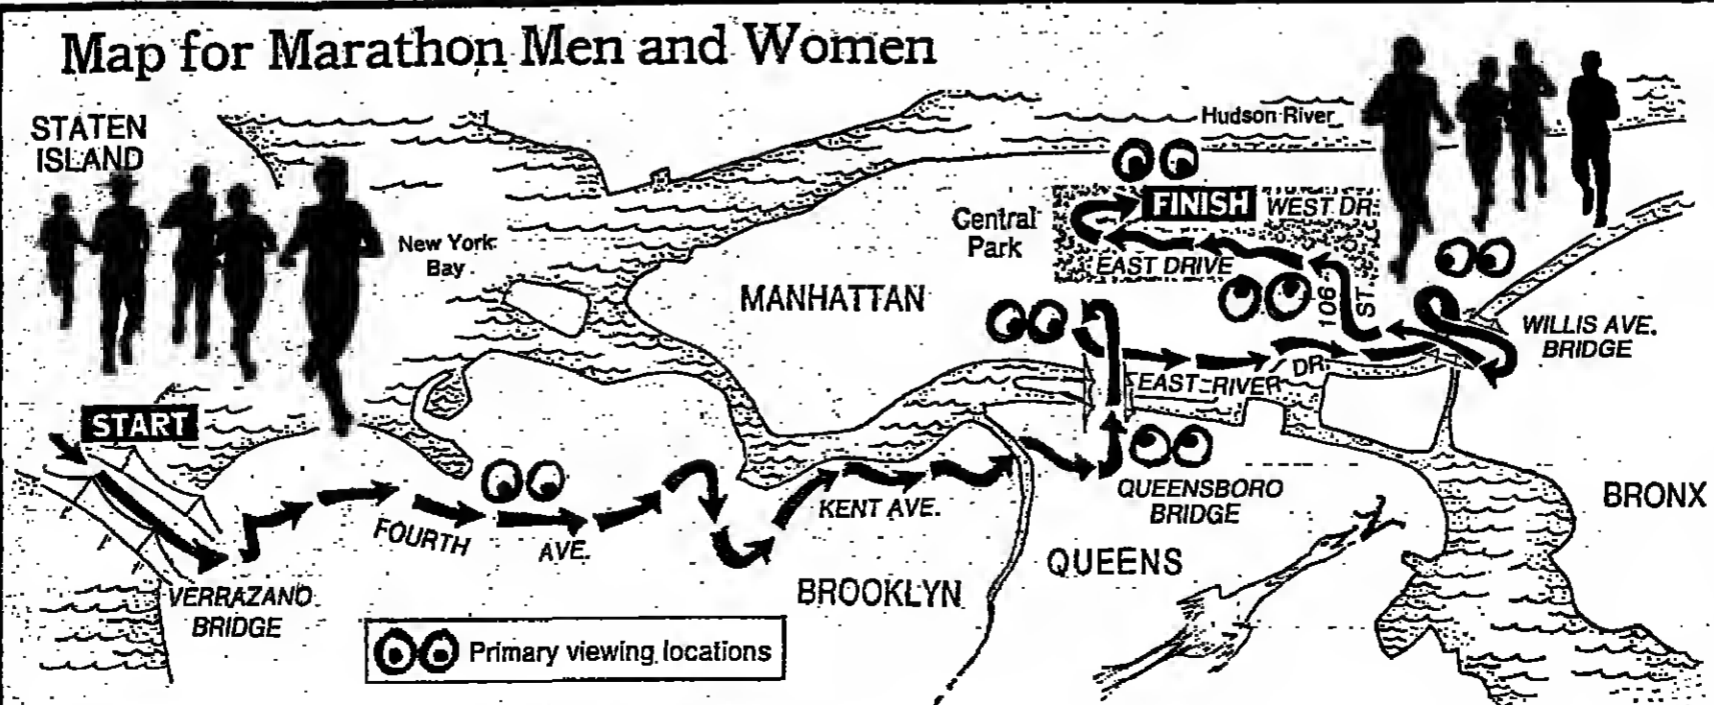 Map for Marathon Men and Women
STATEN
ISLAND
Hudson River
New York
Bay
Central
Park
FINISH
WEST DR.
EAST DRIVE
MANHATTAN
106
ST.
WILLIS AVE.
BRIDGE
START
EAST RIVER DR.
KENT AVE.
QUEENSBORO
BRIDGE
BRONX
FOURTH AVE.
QUEENS
BROOKLYN
VERRAZANO
BRIDGE
Primary viewing locations